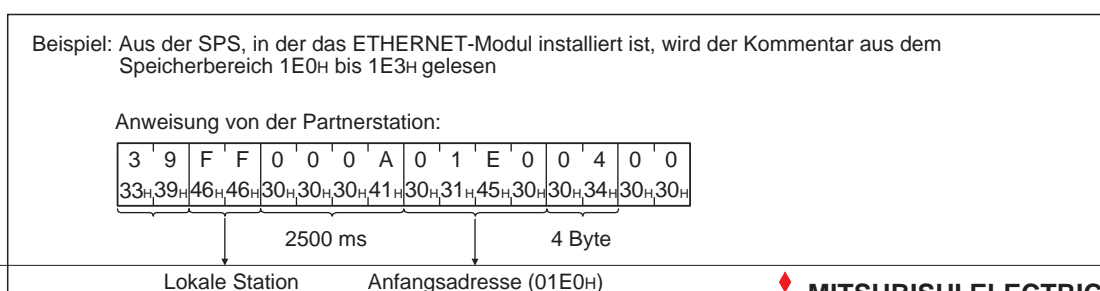 Beispiel: Aus der SPS, in der das ETHERNET-Modul installiert ist, wird der Kommentar aus dem
Speicherbereich 1E0H bis 1E3H gelesen
Anweisung von der Partnerstation:
3 9 F F 0 0 0 A 0 1 E 0 0 4 0 0
33H 39H 46H 46H 30H 30H 30H 41H 30H 31H 45H 30H 30H 34H 30H 30H
2500 ms 4 Byte
Lokale Station Anfangsadresse (01E0H)
MITSUBISHI ELECTRIC